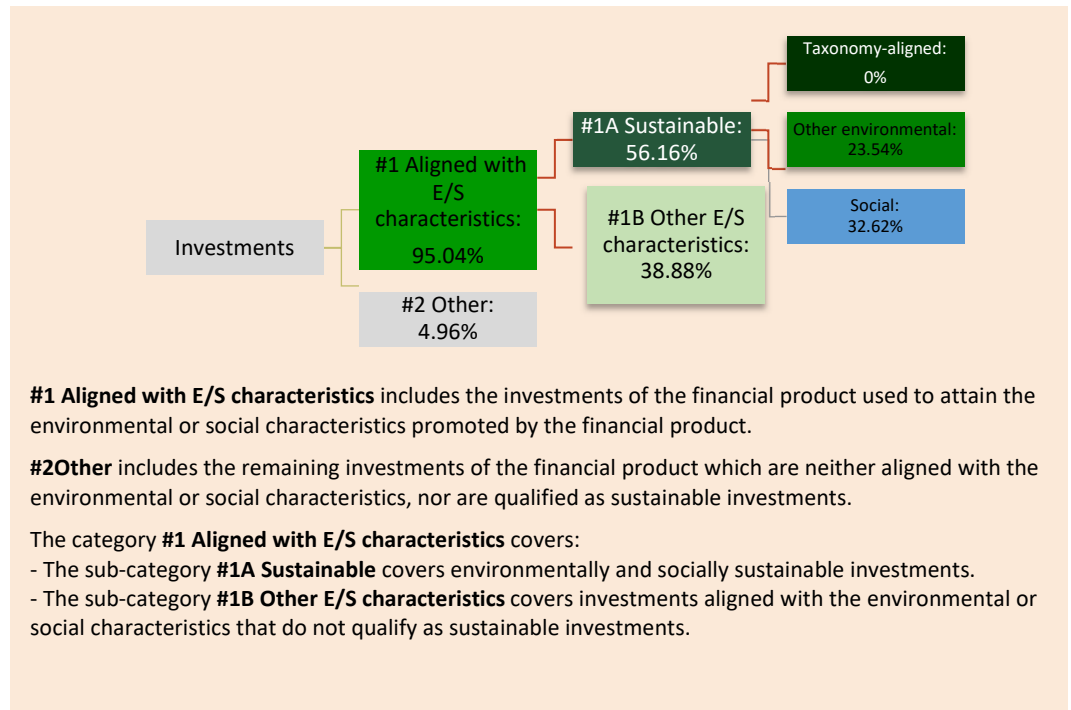 Taxonomy-aligned:
0%
#1A Sustainable:
56.16%
Other environmental:
23.54%
#1 Aligned with
E/S
characteristics:
95.04%
#1B Other E/S
characteristics:
38.88%
Social:
32.62%
Investments
#2 Other:
4.96%
#1 Aligned with E/S characteristics includes the investments of the financial product used to attain the
environmental or social characteristics promoted by the financial product.
#2Other includes the remaining investments of the financial product which are neither aligned with the
environmental or social characteristics, nor are qualified as sustainable investments.
The category #1 Aligned with E/S characteristics covers:
- The sub-category #1A Sustainable covers environmentally and socially sustainable investments.
- The sub-category #1B Other E/S characteristics covers investments aligned with the environmental or
social characteristics that do not qualify as sustainable investments.